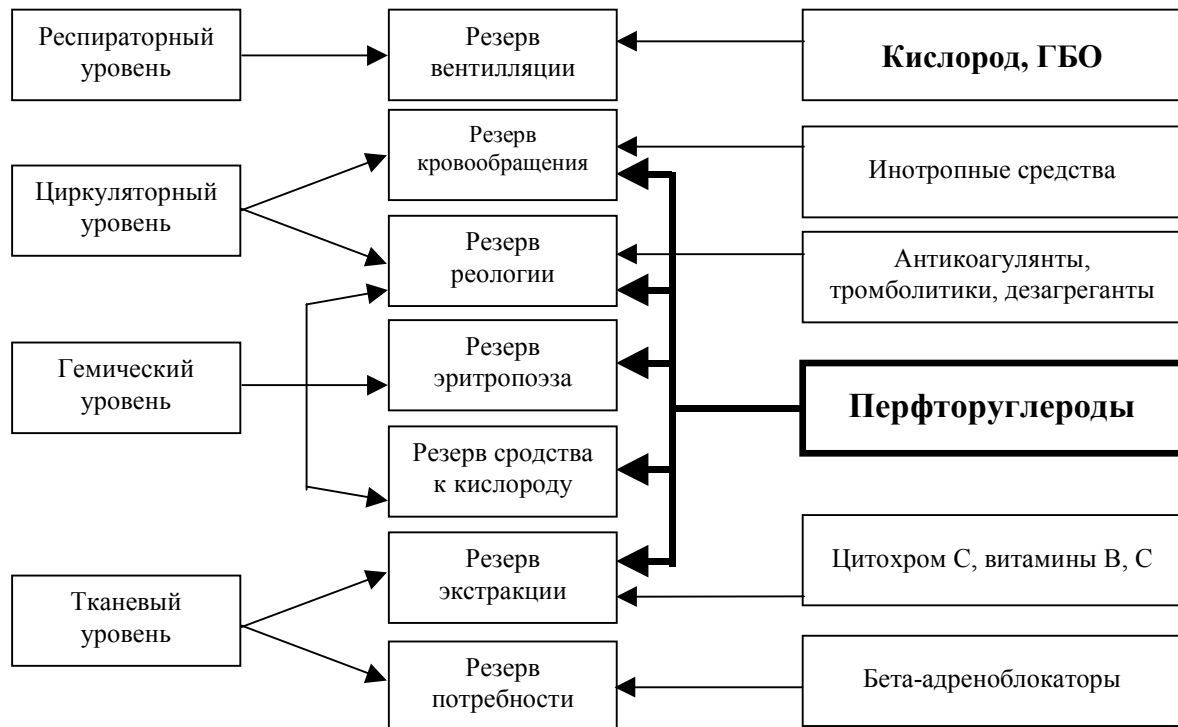 Респираторный
уровень
Резерв
вентилляции
Кислород, ГБО
Циркуляторный
уровень
Резерв
кровообращения
Инотропные средства
Резерв
реологии
Антикоагулянты,
тромболитики, дезагреганты
Гемический
уровень
Резерв
эритропоэза
Перфторуглероды
Резерв сродства
к кислороду
Тканевый
уровень
Резерв
экстракции
Цитохром С, витамины В, С
Резерв
потребности
Бета-адреноблокаторы